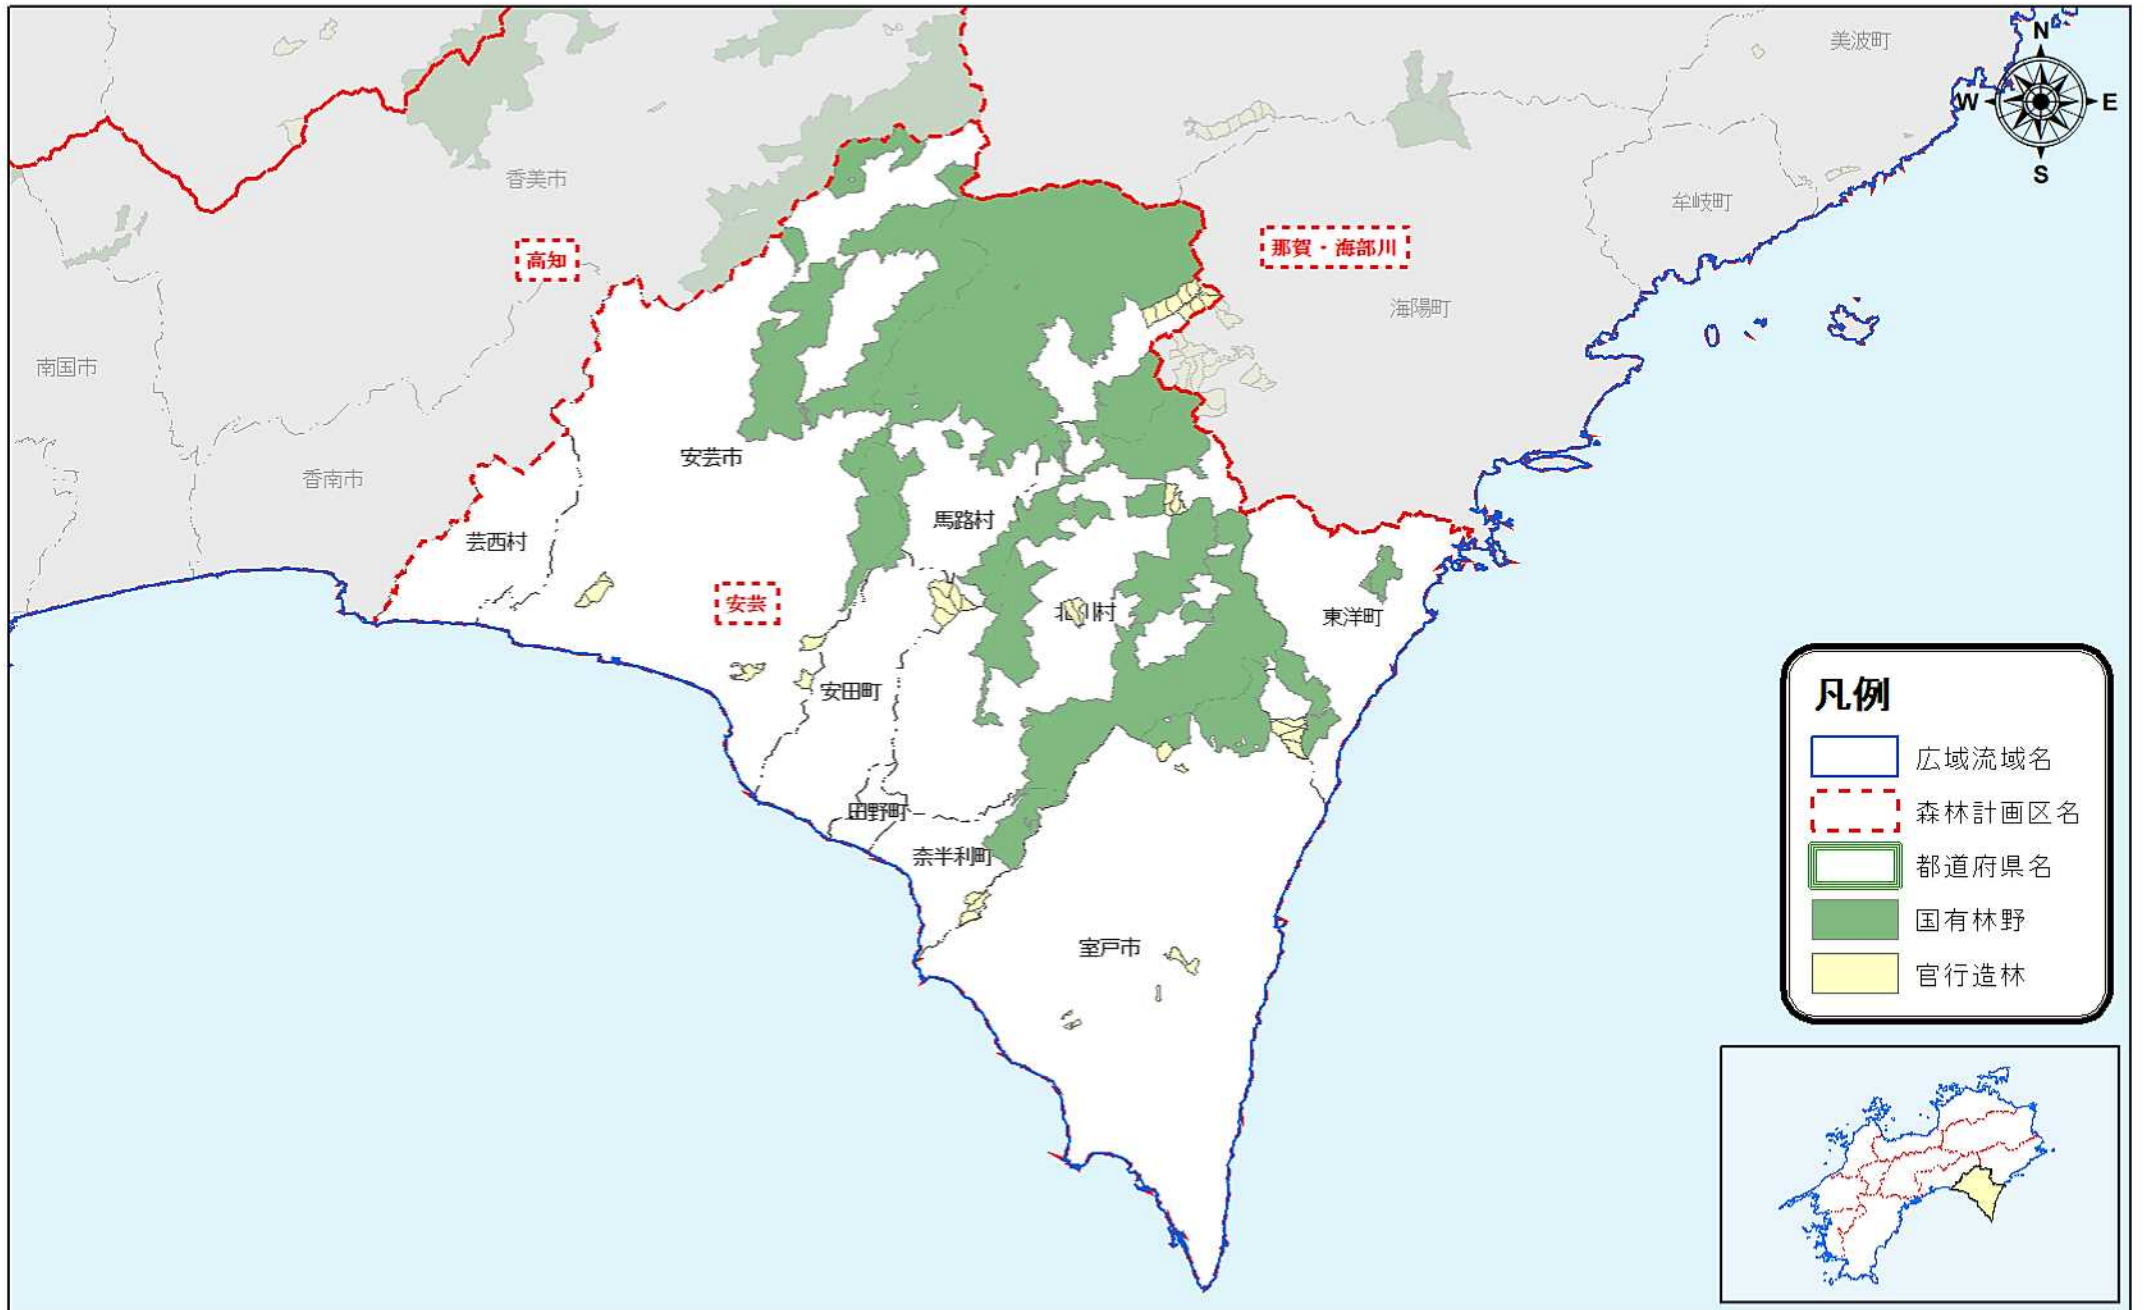 美波町
N
W
E
S
香美市
牟岐町
高知
那賀・海部川
海陽町
南国市
安芸市
香南市
馬路村
芸西村
安芸
北川村
東洋町
安田町
田野町
奈半利町
室戸市
凡例
広域流域名
森林計画区名
都道府県名
国有林野
官行造林